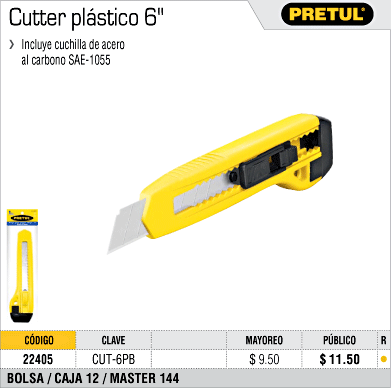 Cutter plástico 6"
PRETUL®
Incluye cuchilla de acero
al carbono SAE-1055
CÓDIGO CLAVE MAYOREO PÚBLICO R
22405 CUT-6PB $ 9.50 $ 11.50
BOLSA / CAJA 12 / MASTER 144